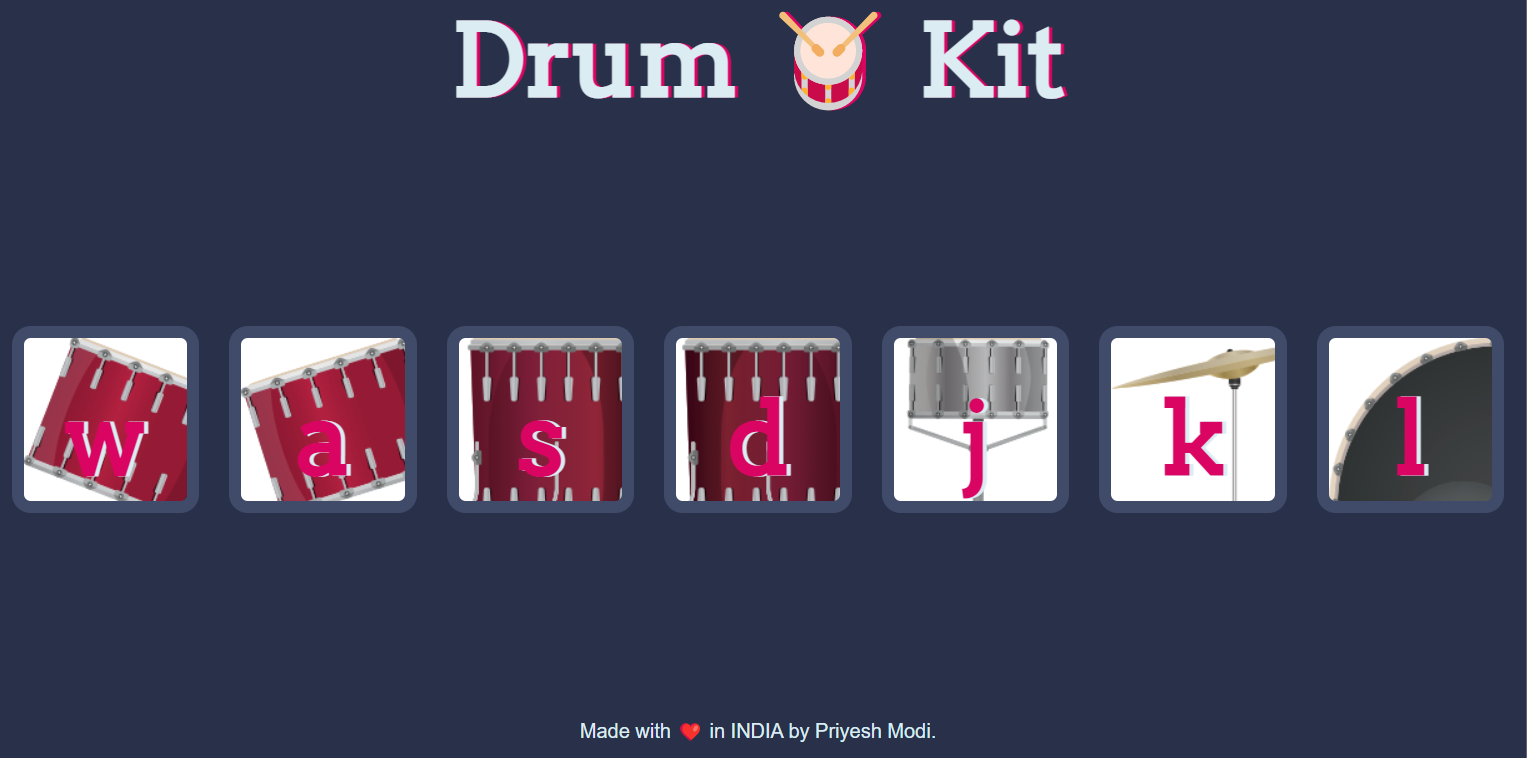 Drum 🥁 Kit
w a s d j k l
Made with ❤️ in INDIA by Priyesh Modi.